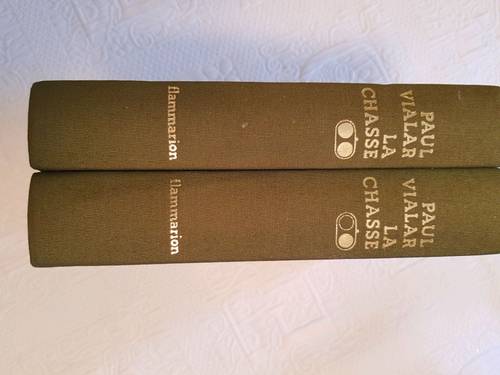 PAUL
VIALAR
LA
CHASSE
flammarion
PAUL
VIALAR
LA
CHASSE
flammarion